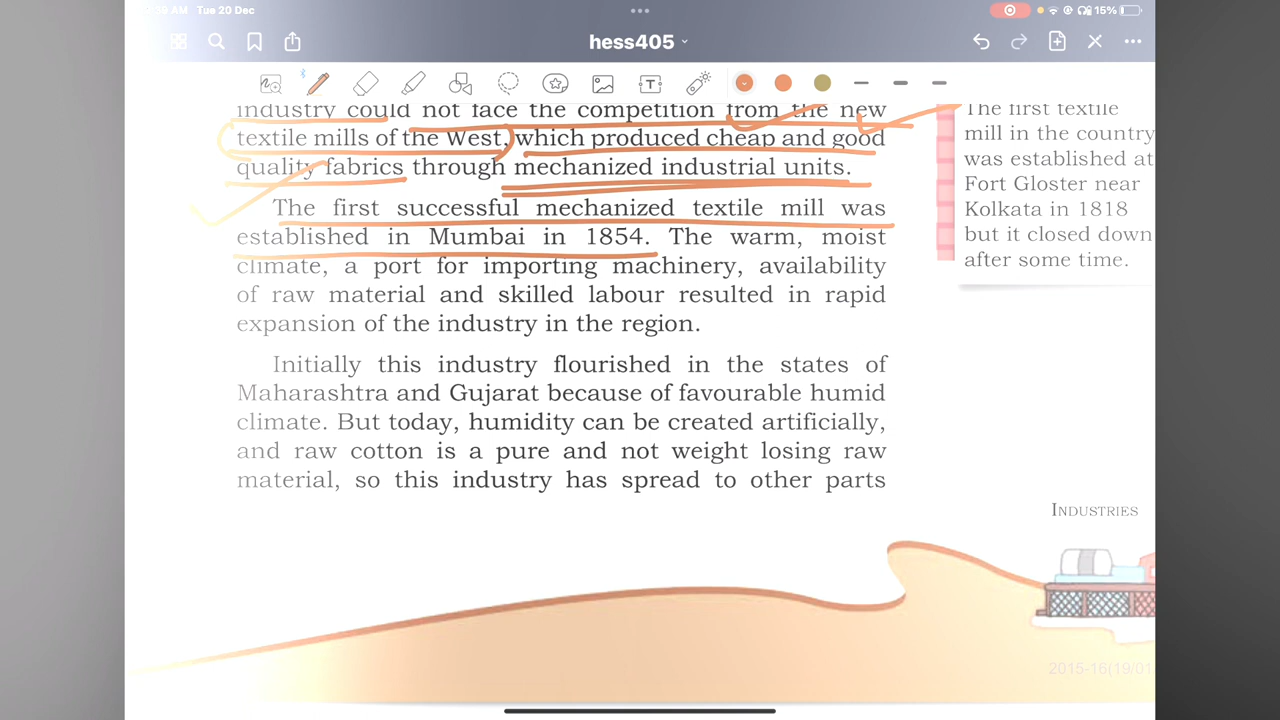 :39 AM Tue 20 Dec
15%
hess405
T
industry could not face the competition from the new
textile mills of the West, which produced cheap and good
quality fabrics through mechanized industrial units.
The first successful mechanized textile mill was
established in Mumbai in 1854. The warm, moist
climate, a port for importing machinery, availability
of raw material and skilled labour resulted in rapid
expansion of the industry in the region.
Initially this industry flourished in the states of
Maharashtra and Gujarat because of favourable humid
climate. But today, humidity can be created artificially,
and raw cotton is a pure and not weight losing raw
material, so this industry has spread to other parts
The first textile
mill in the country
was established at
Fort Gloster near
Kolkata in 1818
but it closed down
after some time.
INDUSTRIES
2015-16(19/01